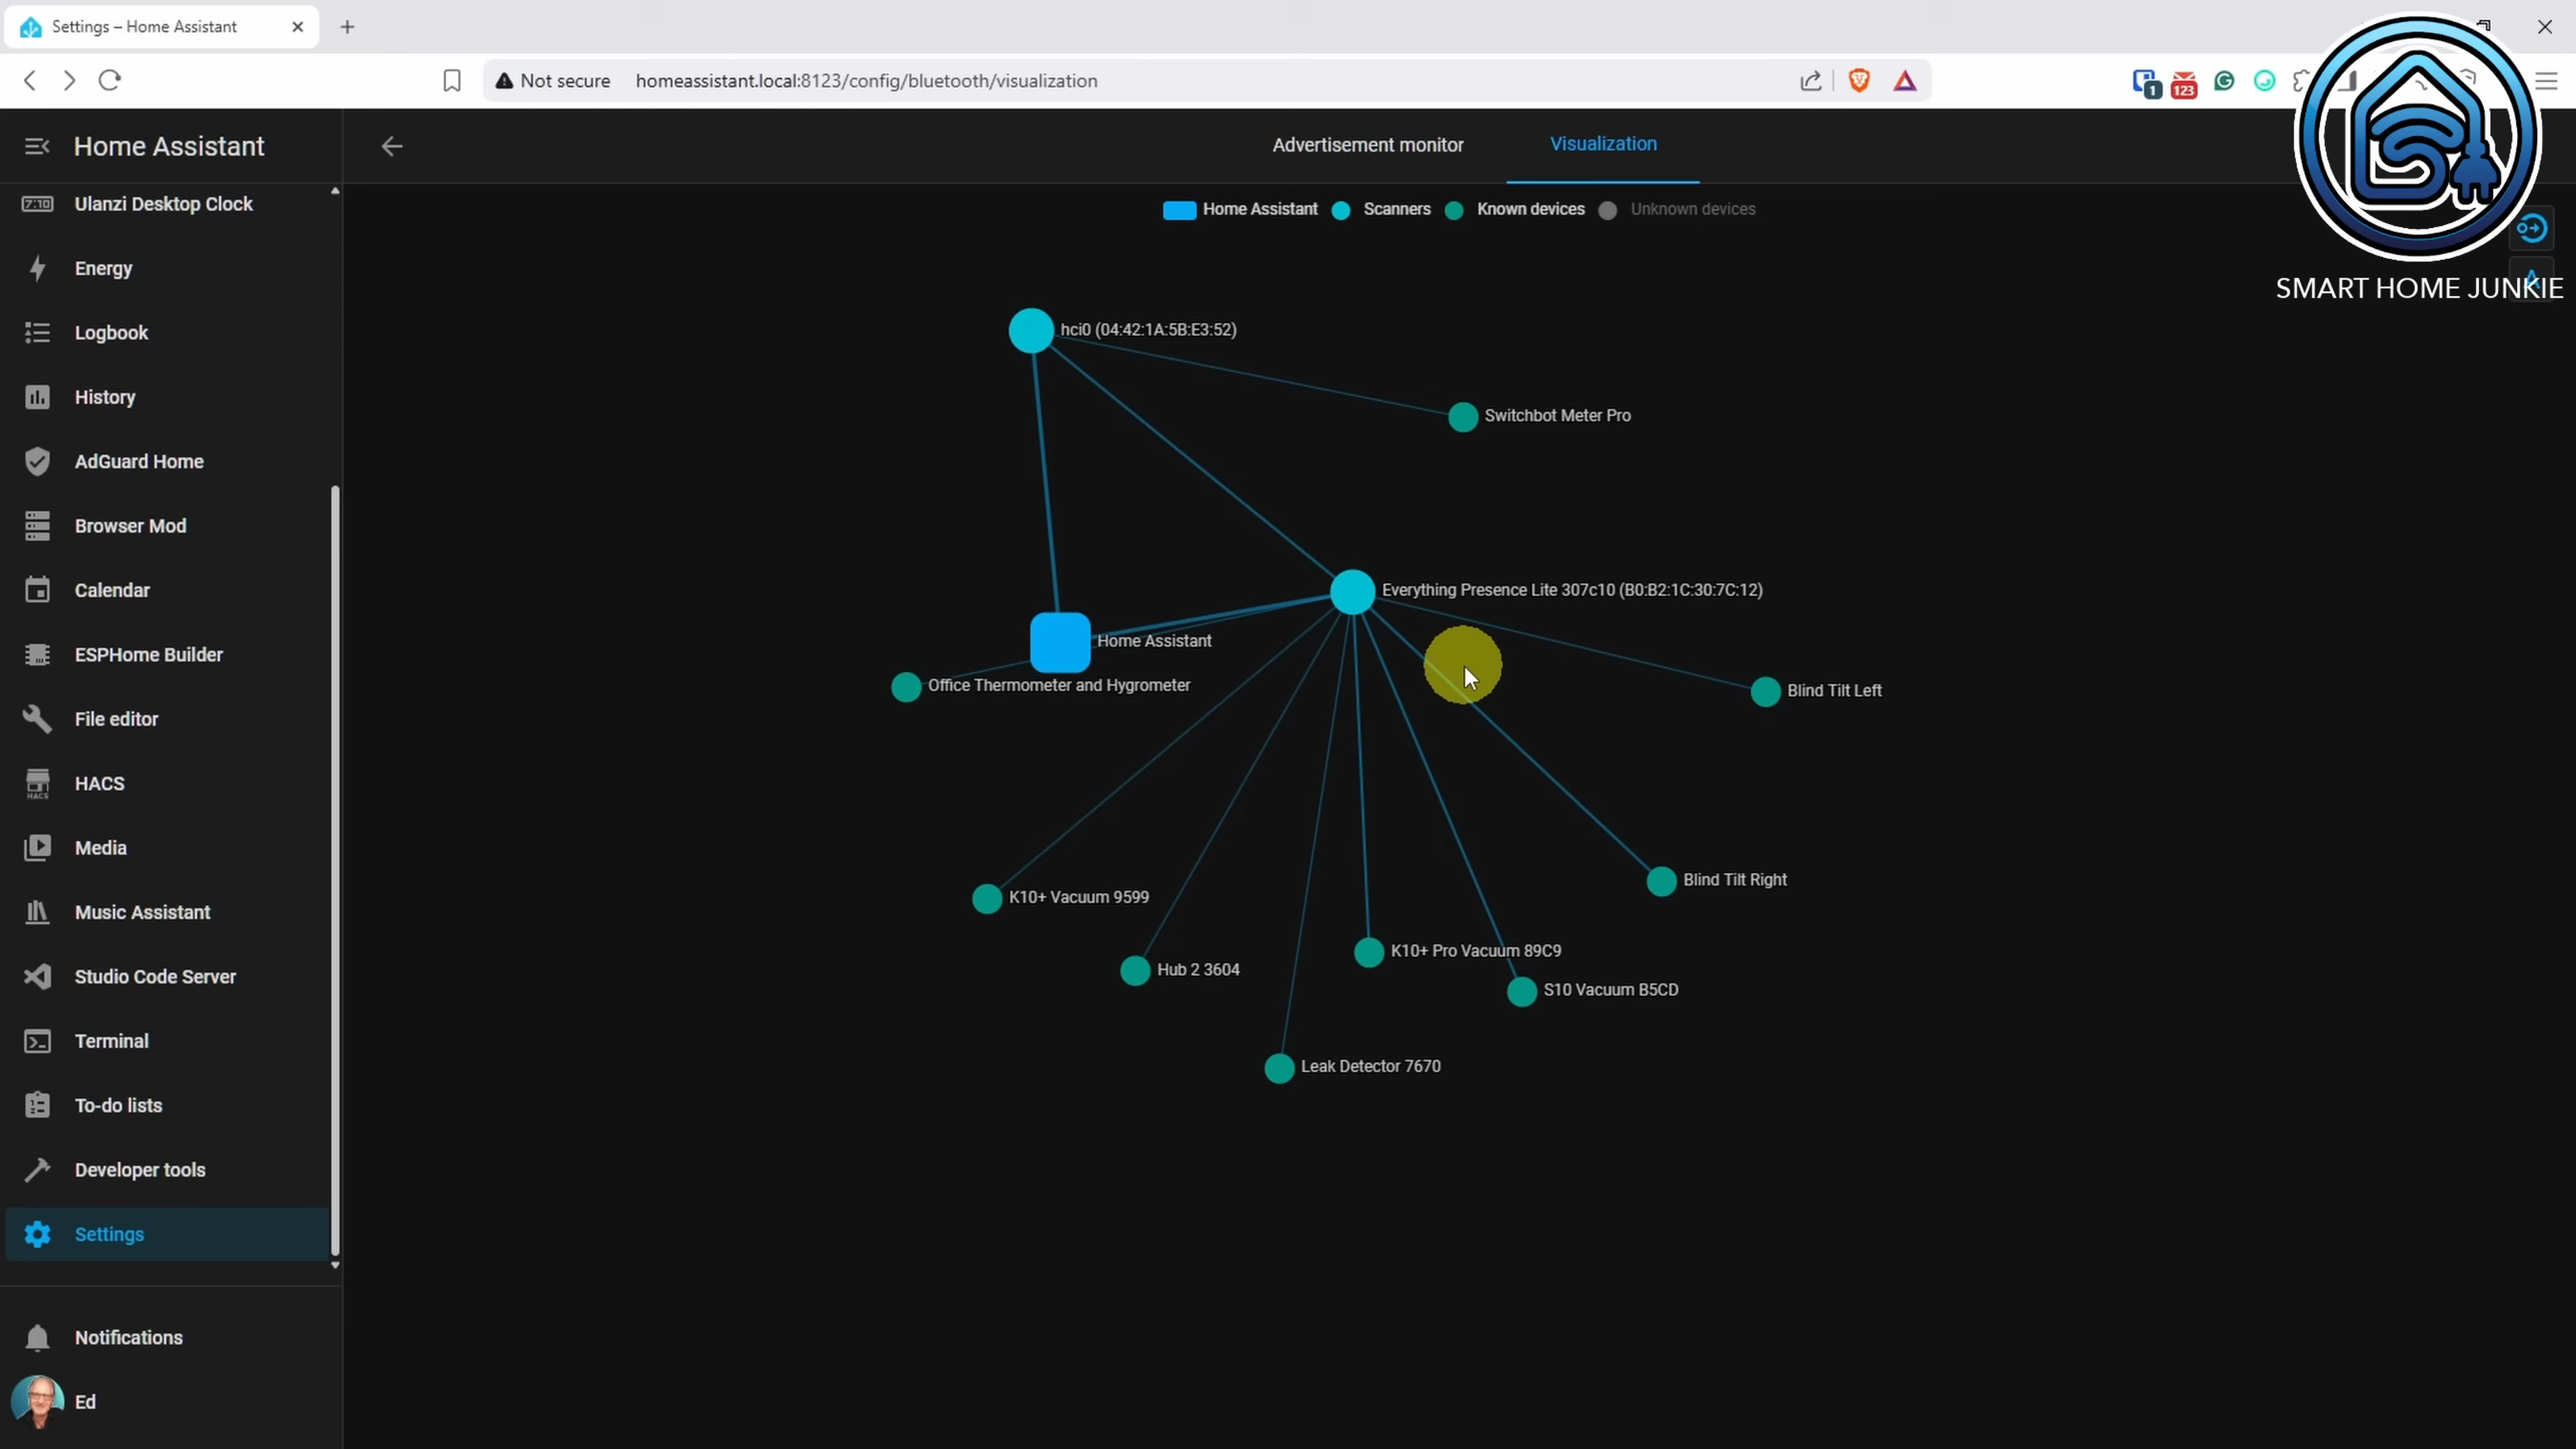 Settings – Home Assistant
Not secure homeassistant.local:8123/config/bluetooth/visualization
1
123
Home Assistant
Advertisement monitor
Visualization
SMART HOME JUNKIE
7:10
Ulanzi Desktop Clock
Energy
Logbook
History
AdGuard Home
Browser Mod
Calendar
ESPHome Builder
File editor
HACS
HACS
Media
Music Assistant
Studio Code Server
Terminal
To-do lists
Developer tools
Settings
Notifications
Ed
Home Assistant Scanners Known devices Unknown devices
hci0 (04:42:1A:5B:E3:52)
Switchbot Meter Pro
Everything Presence Lite 307c10 (B0:B2:1C:30:7C:12)
Home Assistant
Office Thermometer and Hygrometer
Blind Tilt Left
Blind Tilt Right
K10+ Vacuum 9599
K10+ Pro Vacuum 89C9
Hub 2 3604
S10 Vacuum B5CD
Leak Detector 7670